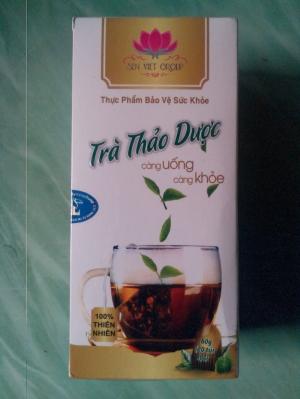 SEN VIET GROUP
Thực Phẩm Bảo Vệ Sức Khỏe
Trà Thảo Dược
càng uống
càng khỏe
100%
THIÊN
NHIÊN
60g